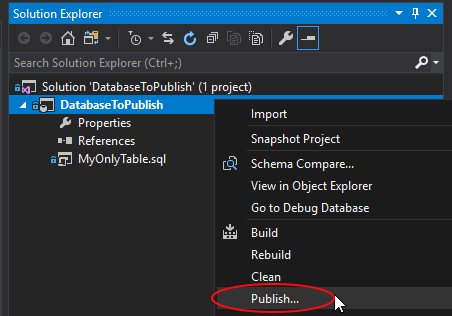 Solution Explorer
Search Solution Explorer (Ctrl+;)
Solution 'DatabaseToPublish' (1 project)
DatabaseToPublish
Properties
References
MyOnlyTable.sql
Import
Snapshot Project
Schema Compare...
View in Object Explorer
Go to Debug Database
Build
Rebuild
Clean
Publish...